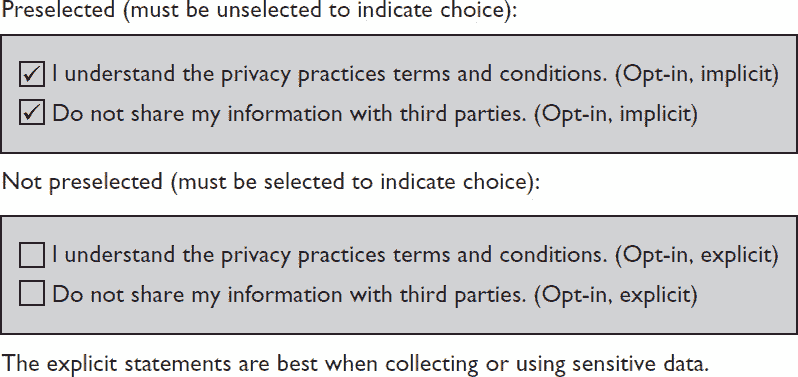 Preselected (must be unselected to indicate choice):
I understand the privacy practices terms and conditions. (Opt-in, implicit)
Do not share my information with third parties. (Opt-in, implicit)
Not preselected (must be selected to indicate choice):
I understand the privacy practices terms and conditions. (Opt-in, explicit)
Do not share my information with third parties. (Opt-in, explicit)
The explicit statements are best when collecting or using sensitive data.